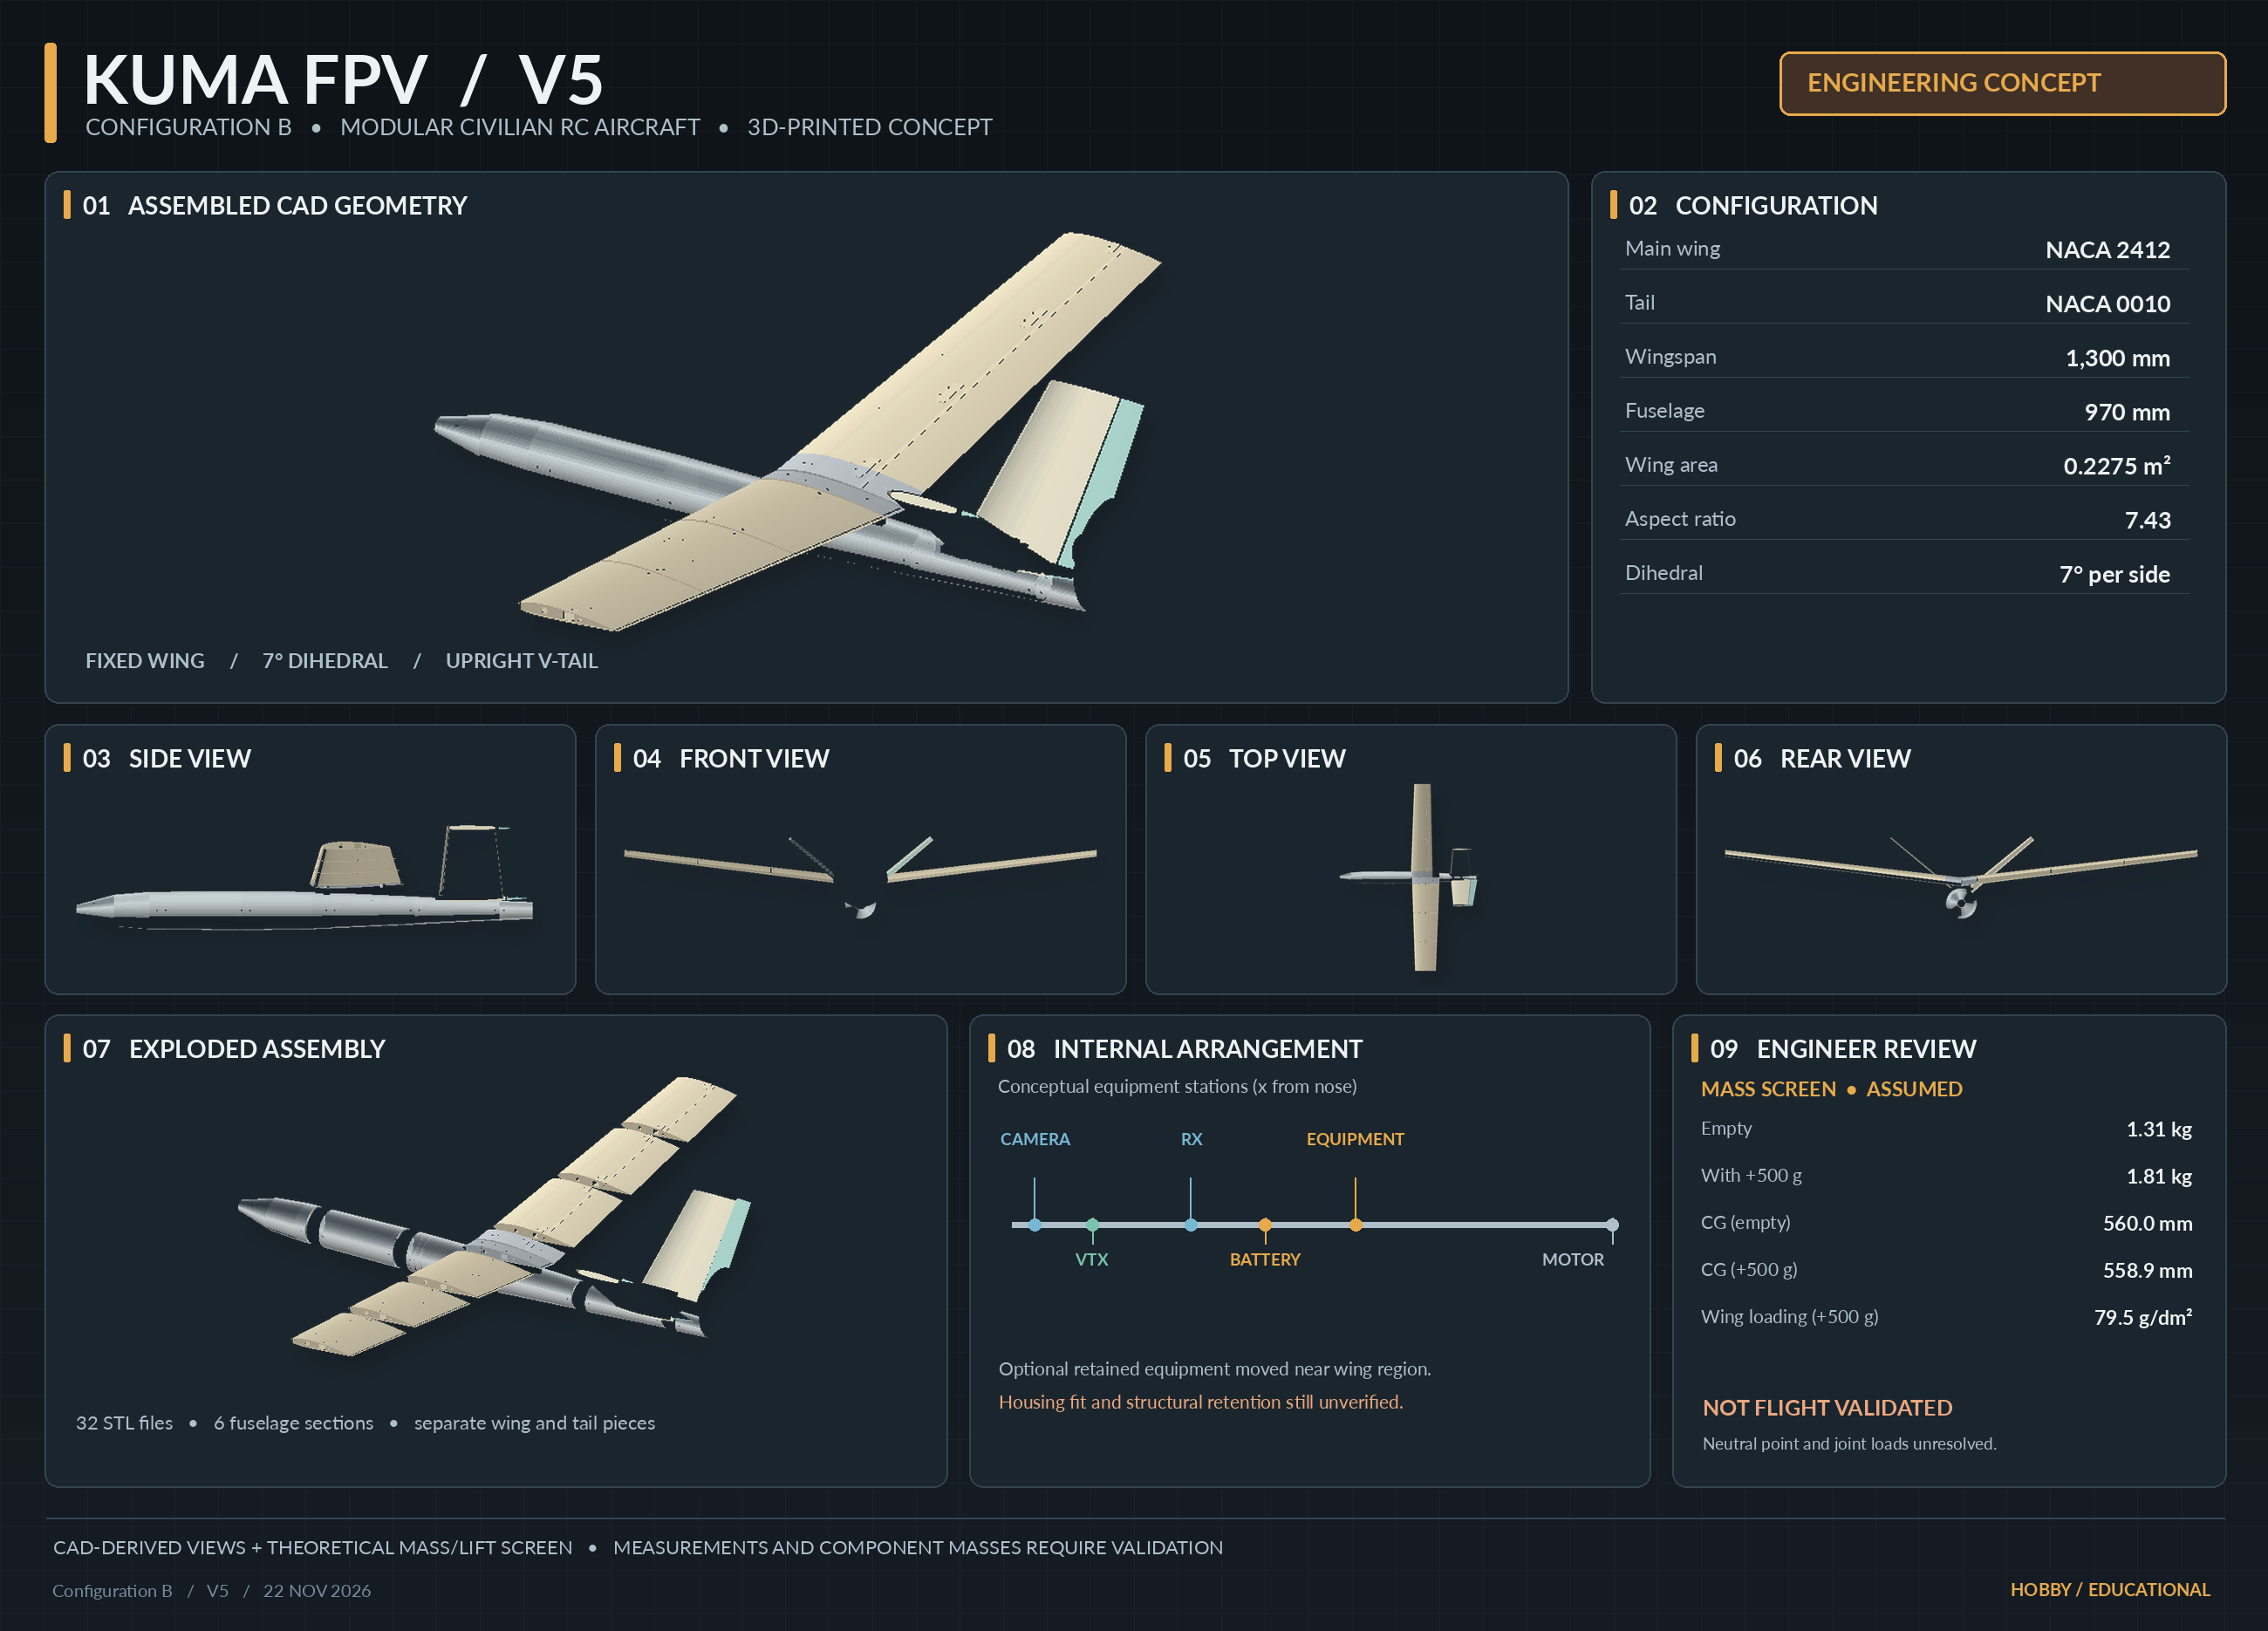 KUMA FPV / V5
CONFIGURATION B • MODULAR CIVILIAN RC AIRCRAFT • 3D-PRINTED CONCEPT
ENGINEERING CONCEPT
01 ASSEMBLED CAD GEOMETRY
FIXED WING / 7° DIHEDRAL / UPRIGHT V-TAIL
02 CONFIGURATION
Main wing NACA 2412
Tail NACA 0010
Wingspan 1,300 mm
Fuselage 970 mm
Wing area 0.2275 m²
Aspect ratio 7.43
Dihedral 7° per side
03 SIDE VIEW
04 FRONT VIEW
05 TOP VIEW
06 REAR VIEW
07 EXPLODED ASSEMBLY
32 STL files • 6 fuselage sections • separate wing and tail pieces
08 INTERNAL ARRANGEMENT
Conceptual equipment stations (x from nose)
CAMERA RX EQUIPMENT
VTX BATTERY MOTOR
Optional retained equipment moved near wing region.
Housing fit and structural retention still unverified.
09 ENGINEER REVIEW
MASS SCREEN • ASSUMED
Empty 1.31 kg
With +500 g 1.81 kg
CG (empty) 560.0 mm
CG (+500 g) 558.9 mm
Wing loading (+500 g) 79.5 g/dm²
NOT FLIGHT VALIDATED
Neutral point and joint loads unresolved.
CAD-DERIVED VIEWS + THEORETICAL MASS/LIFT SCREEN • MEASUREMENTS AND COMPONENT MASSES REQUIRE VALIDATION
Configuration B / V5 / 22 NOV 2026
HOBBY / EDUCATIONAL